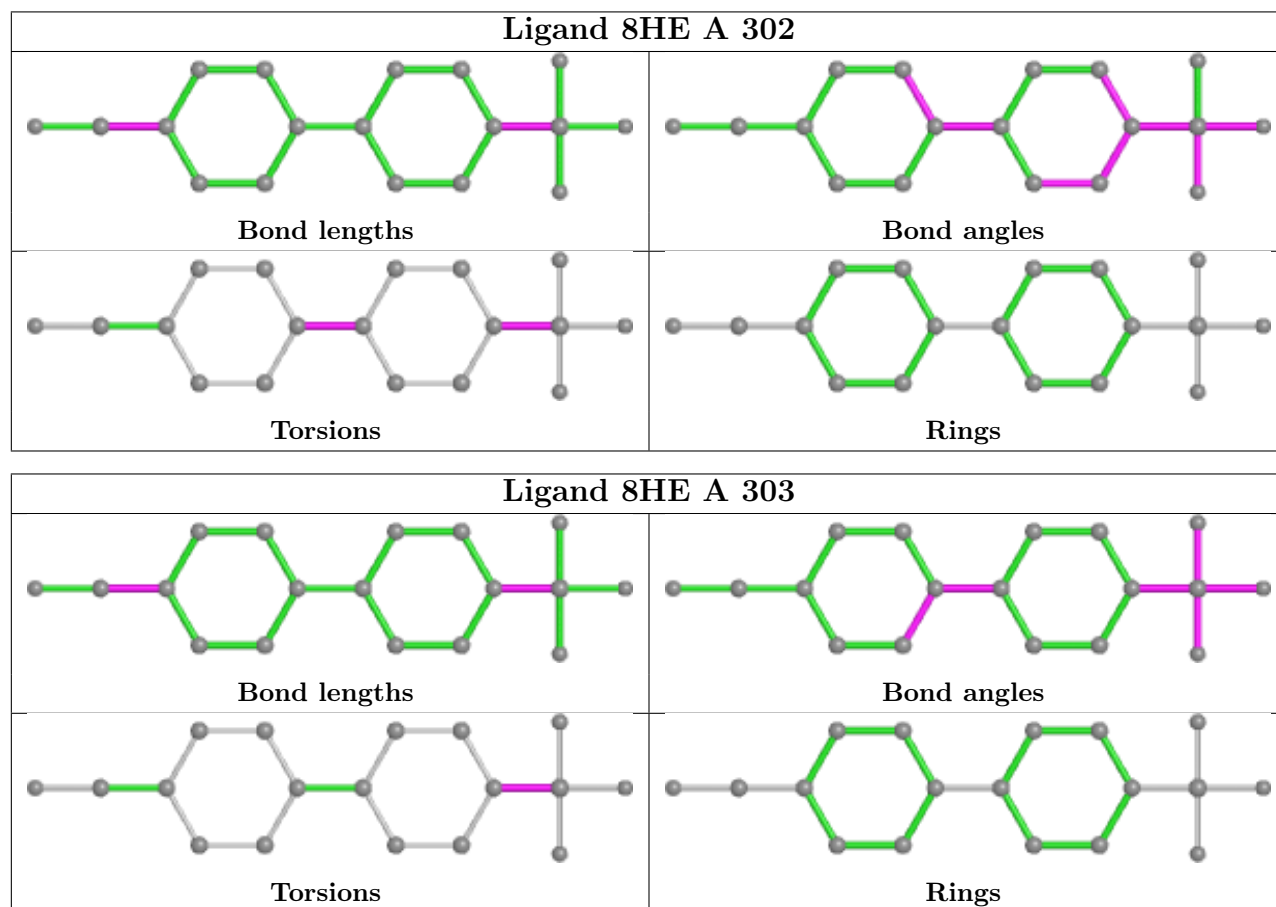 Ligand 8HE A 302
Bond lengths
Bond angles
Torsions
Rings
Ligand 8HE A 303
Bond lengths
Bond angles
Torsions
Rings